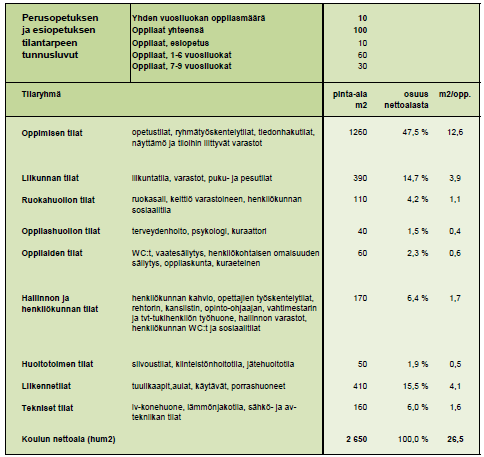 Perusopetuksen Yhden vuosiluokan oppilasmäärä 10
ja esiopetuksen Oppilaat yhteensä 100
tilantarpeen Oppilaat, esiopetus 10
tunnusluvut Oppilaat, 1-6 vuosiluokat 60
Oppilaat, 7-9 vuosiluokat 30
Tilaryhmä pinta-ala osuus m2/opp.
m2 nettoalasta
Oppimisen tilat opetustilat, ryhmätyöskentelytilat, tiedonhakutilat, 1260 47,5 % 12,6
näyttämö ja tiloihin liittyvät varastot
Liikunnan tilat liikuntatila, varastot, puku- ja pesutilat 390 14,7 % 3,9
Ruokahuollon tilat ruokasali, keittiö varastoineen, henkilökunnan 110 4,2 % 1,1
sosiaalitila
Oppilashuollon tilat terveydenhoito, psykologi, kuraattori 40 1,5 % 0,4
Oppilaiden tilat WC:t, vaatesäilytys, henkilökohtaisen omaisuuden 60 2,3 % 0,6
säilytys, oppilaskunta, kuraeteinen
Hallinnon ja henkilökunnan kahvio, opettajien työskentelytilat, 170 6,4 % 1,7
henkilökunnan tilat rehtorin, kanslistin, opinto-ohjaajan, vahtimestarin
ja tvt-tukihenkilön työhuone, hallinnon varastot,
henkilökunnan WC:t ja sosiaalitilat
Huoltotoimen tilat siivoustilat, kiinteistönhoitotila, jätehuoltotila 50 1,9 % 0,5
Liikennetilat tuulikaapit,aulat, käytävät, porrashuoneet 410 15,5 % 4,1
Tekniset tilat iv-konehuone, lämmönjakotila, sähkö- ja av- 160 6,0 % 1,6
tekniikan tilat
Koulun nettoala (hum2) 2 650 100,0 % 26,5